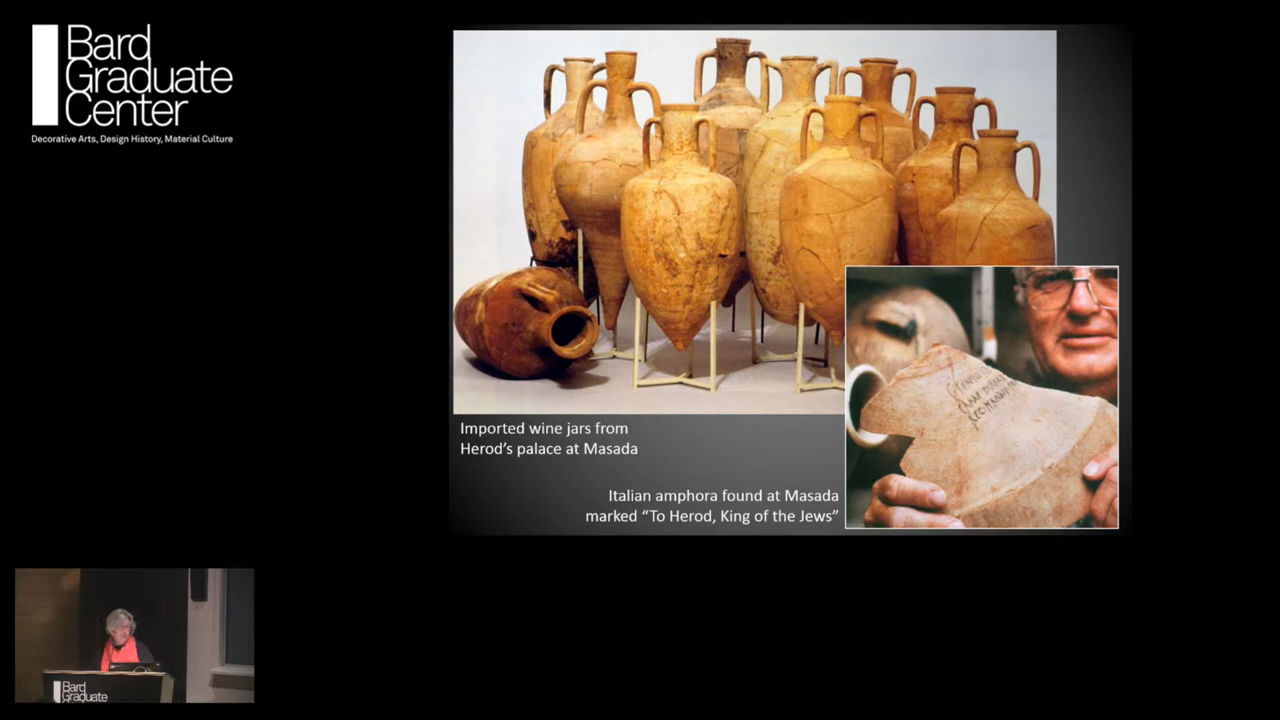 Bard
Graduate
Center
Decorative Arts, Design History, Material Culture
Imported wine jars from
Herod's palace at Masada
Italian amphora found at Masada
marked “To Herod, King of the Jews”
Bard
Graduate